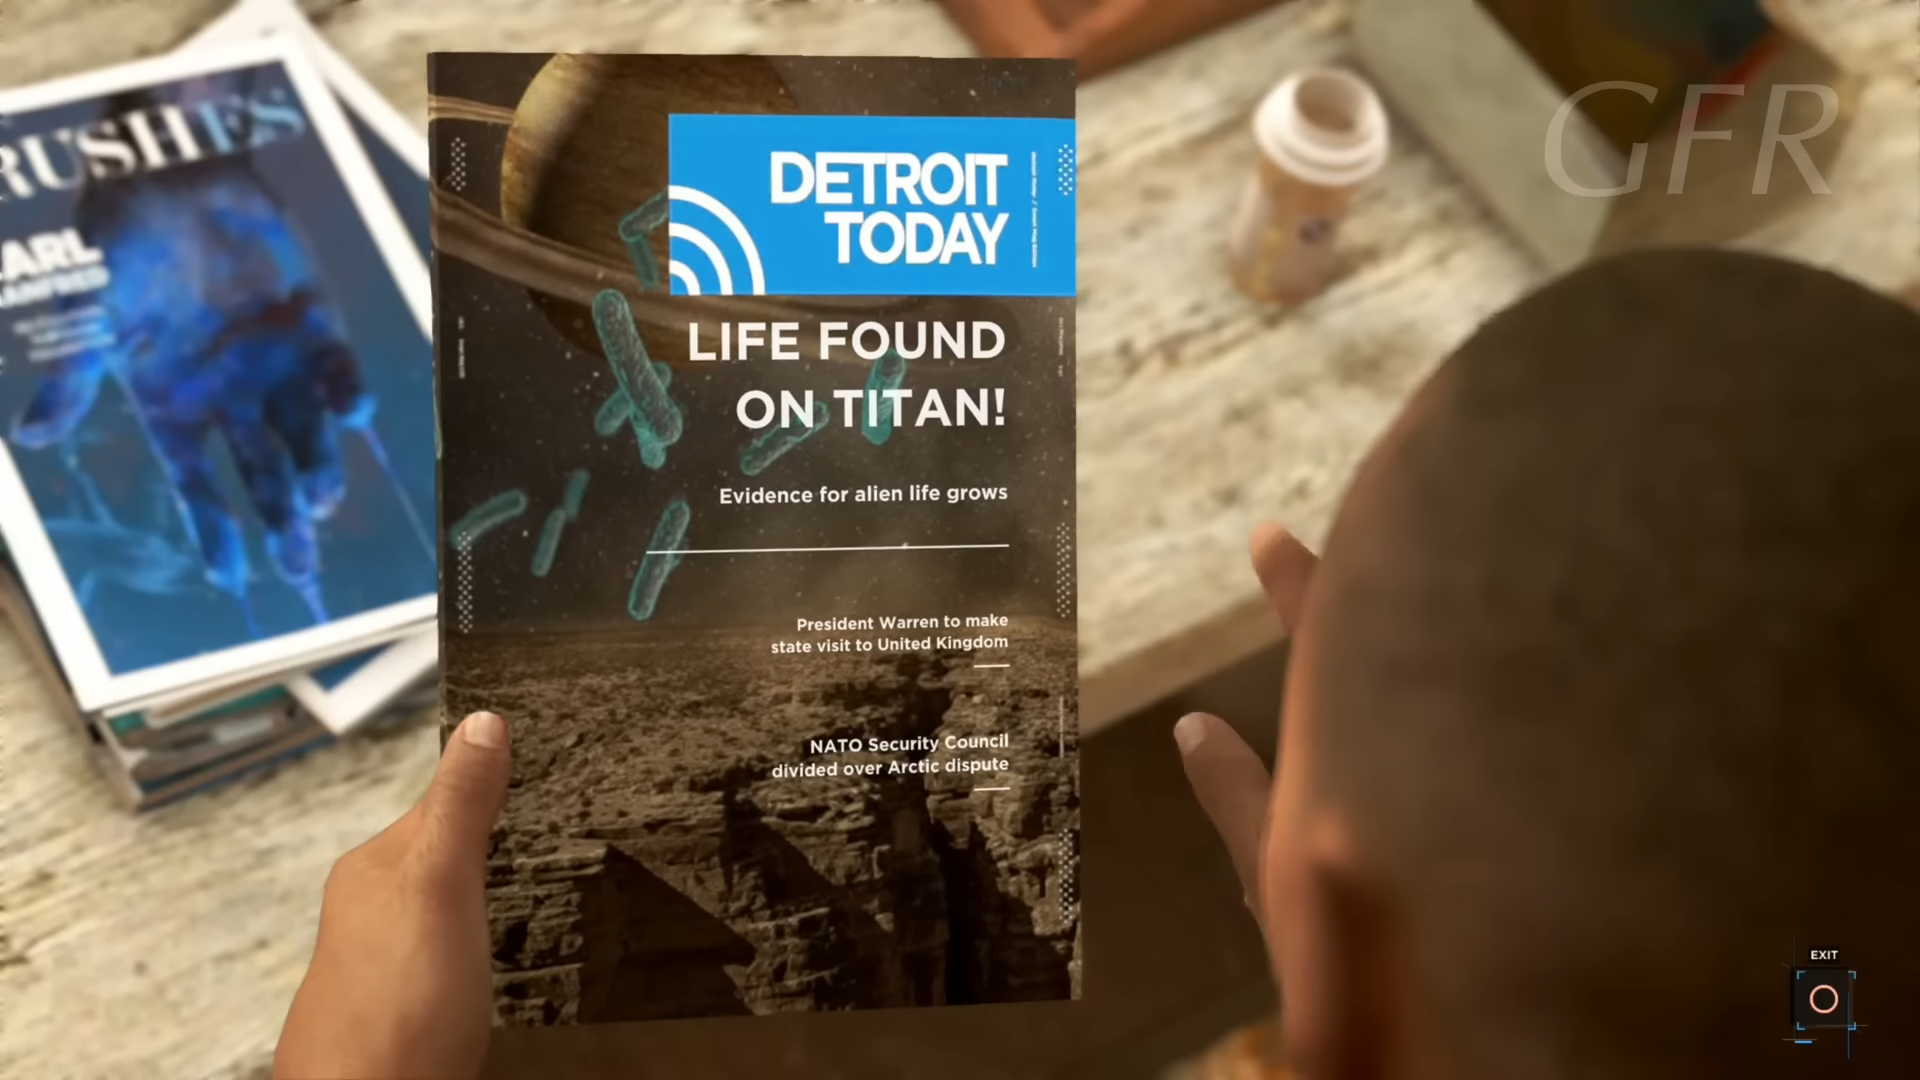 RUSHES
DETROIT
TODAY
LIFE FOUND
ON TITAN!
Evidence for alien life grows
President Warren to make
state visit to United Kingdom
NATO Security Council
divided over Arctic dispute
GFR
EXIT